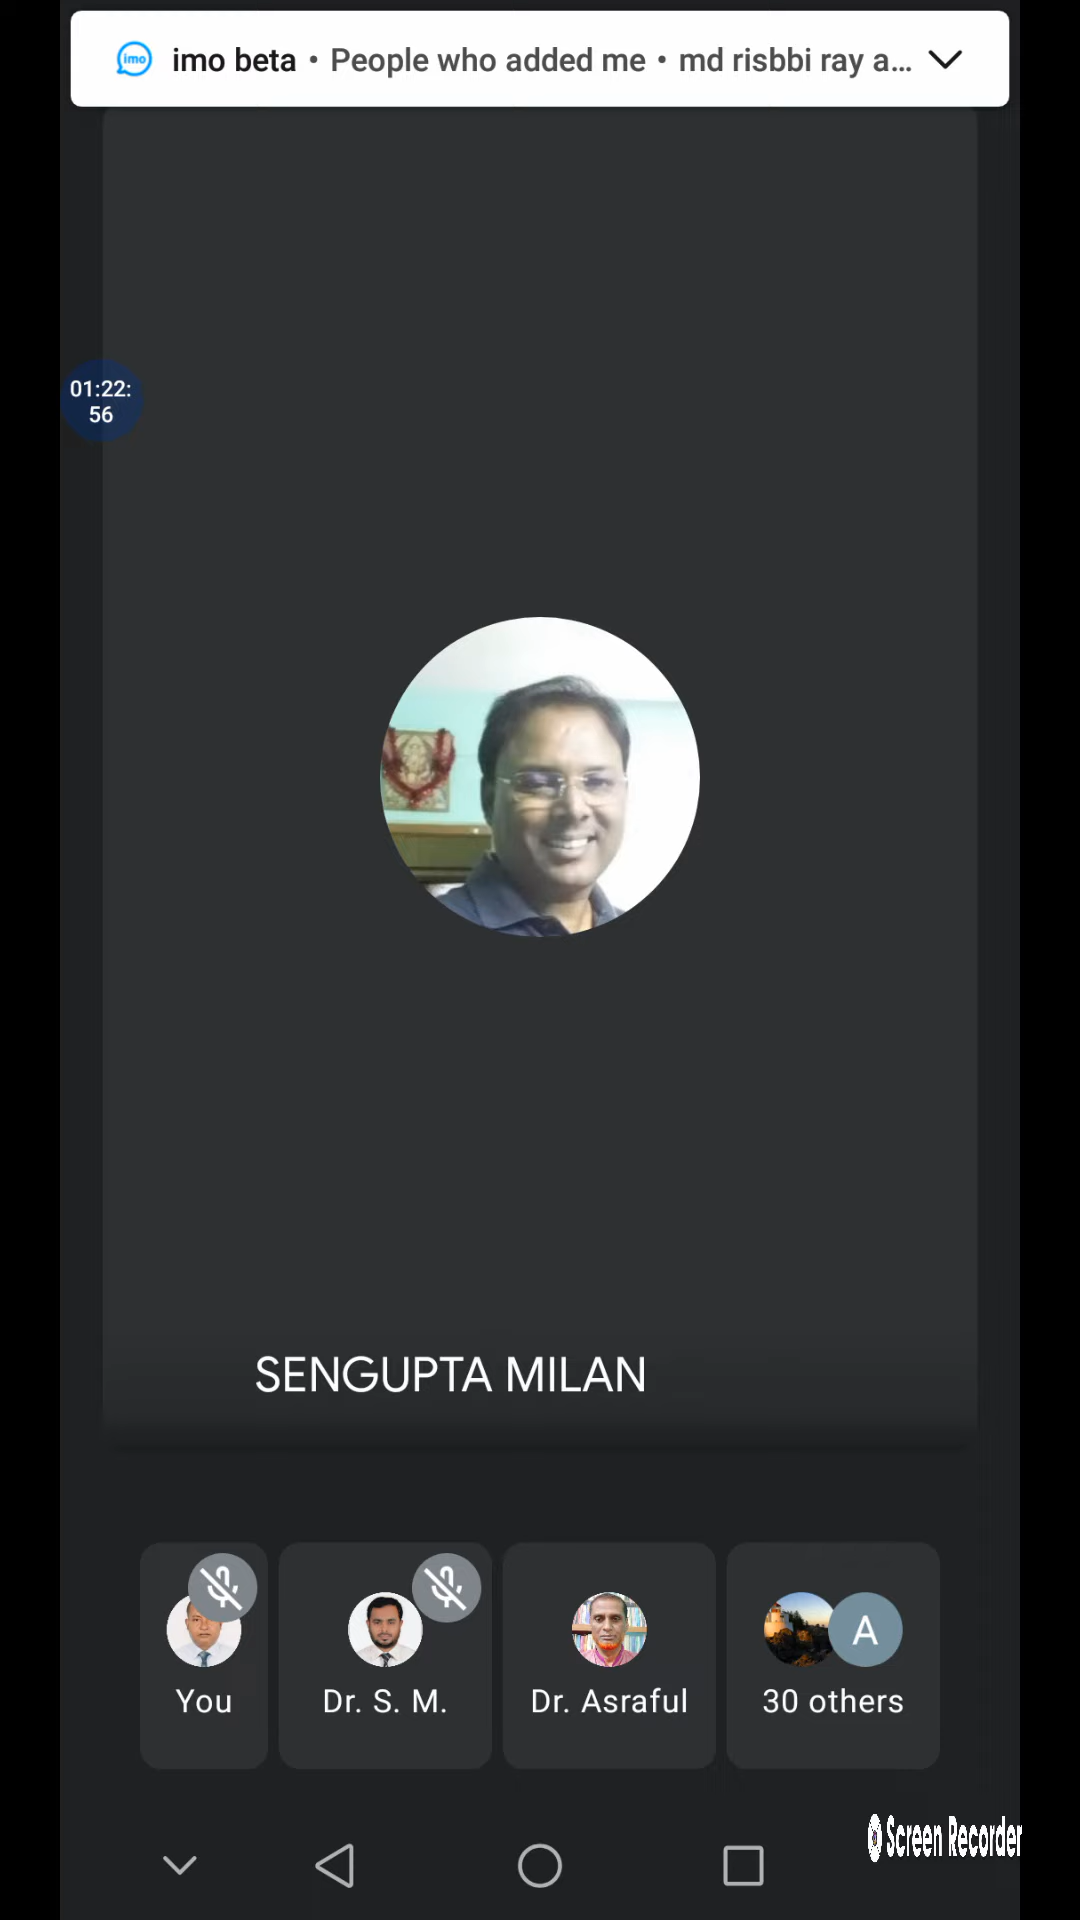 imo
imo beta • People who added me • md risbbi ray a...
01:22:
56
SENGUPTA MILAN
You
Dr. S. M.
Dr. Asraful
A
30 others
Screen Recorder